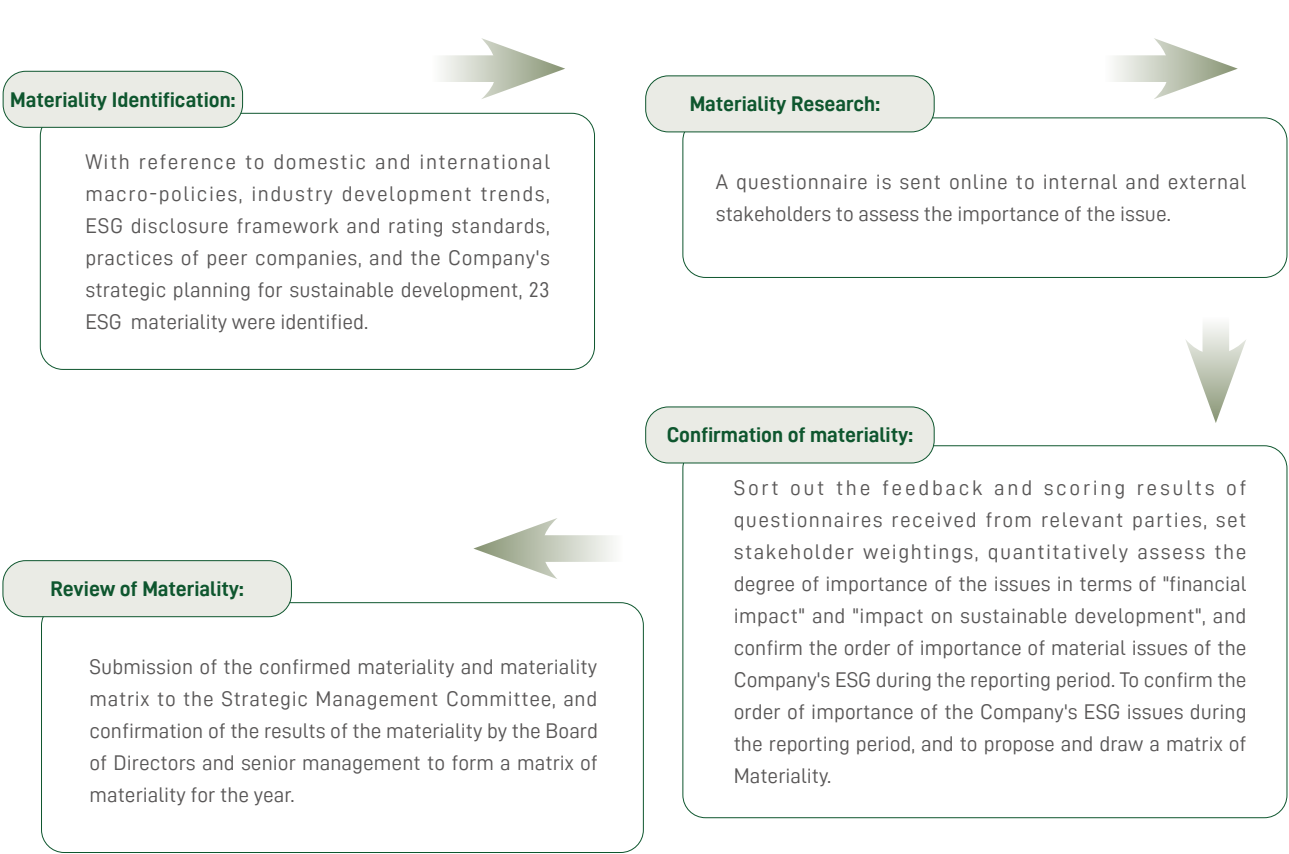 Materiality Identification:
With reference to domestic and international
macro-policies, industry development trends,
ESG disclosure framework and rating standards,
practices of peer companies, and the Company's
strategic planning for sustainable development, 23
ESG materiality were identified.
Materiality Research:
A questionnaire is sent online to internal and external
stakeholders to assess the importance of the issue.
Confirmation of materiality:
Sort out the feedback and scoring results of
questionnaires received from relevant parties, set
stakeholder weightings, quantitatively assess the
degree of importance of the issues in terms of "financial
impact" and "impact on sustainable development", and
confirm the order of importance of material issues of the
Company's ESG during the reporting period. To confirm the
order of importance of the Company's ESG issues during
the reporting period, and to propose and draw a matrix of
Materiality.
Review of Materiality:
Submission of the confirmed materiality and materiality
matrix to the Strategic Management Committee, and
confirmation of the results of the materiality by the Board
of Directors and senior management to form a matrix of
materiality for the year.